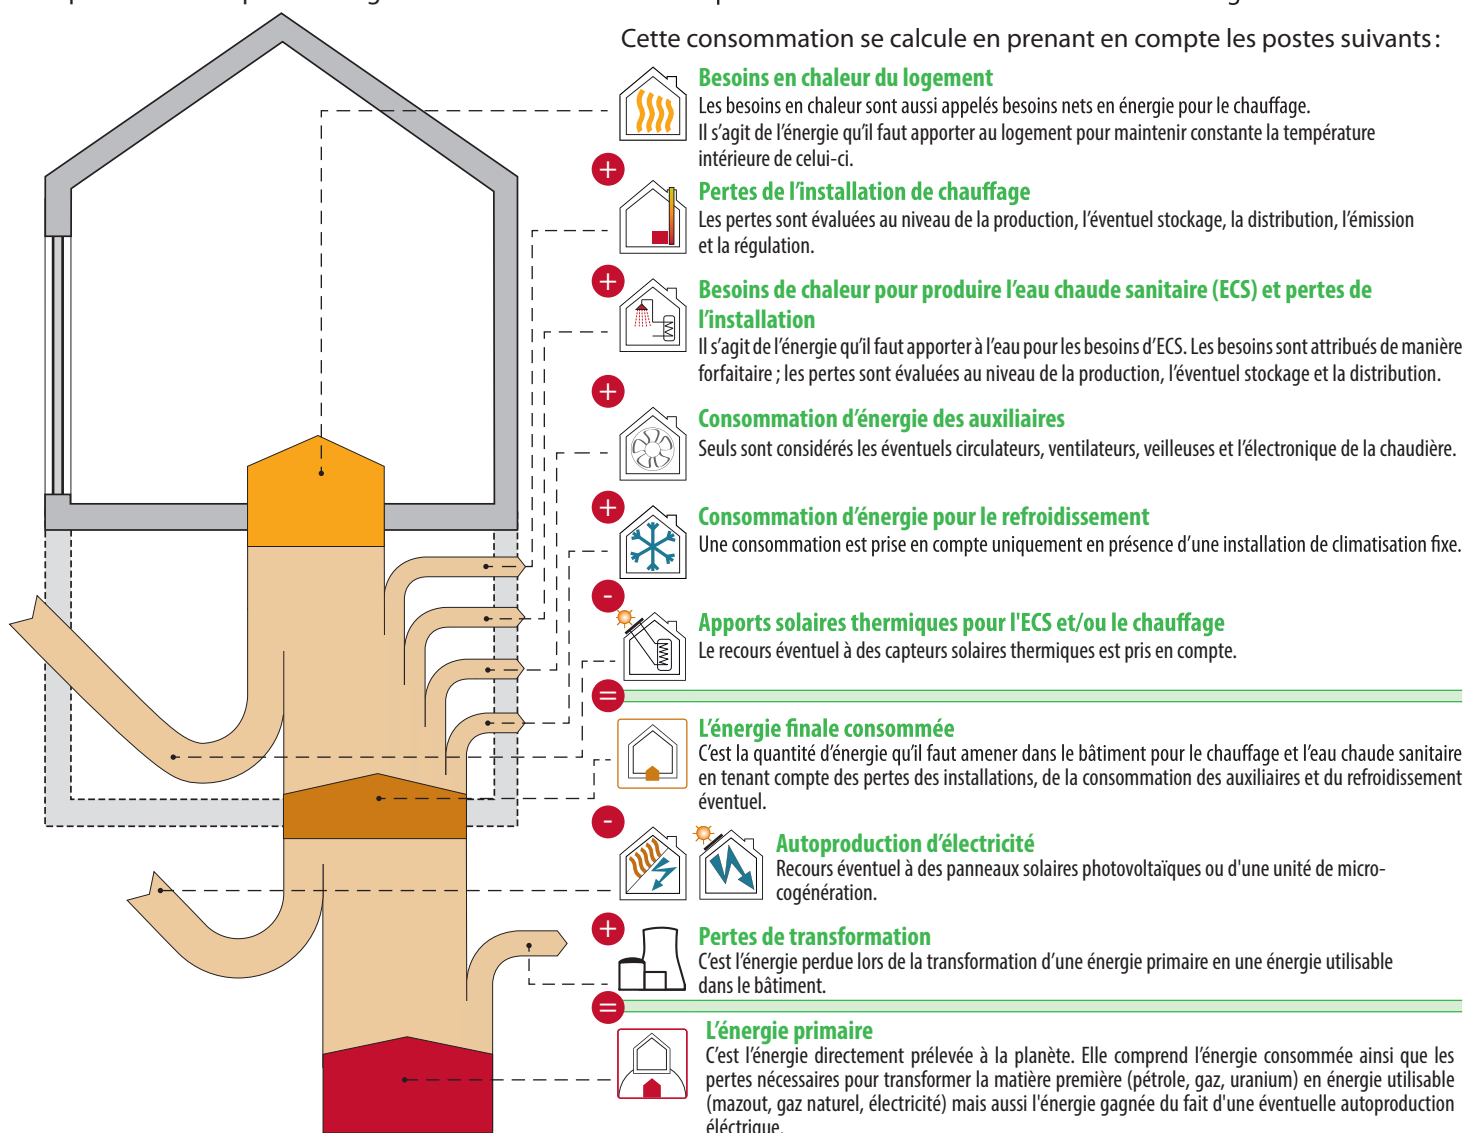 Cette consommation se calcule en prenant en compte les postes suivants :
Besoins en chaleur du logement
Les besoins en chaleur sont aussi appelés besoins nets en énergie pour le chauffage.
Il s'agit de l'énergie qu'il faut apporter au logement pour maintenir constante la température
intérieure de celui-ci.
+
Pertes de l'installation de chauffage
Les pertes sont évaluées au niveau de la production, l'éventuel stockage, la distribution, l'émission
et la régulation.
+
Besoins de chaleur pour produire l'eau chaude sanitaire (ECS) et pertes de
l'installation
Il s'agit de l'énergie qu'il faut apporter à l'eau pour les besoins d'ECS. Les besoins sont attribués de manière
forfaitaire ; les pertes sont évaluées au niveau de la production, l'éventuel stockage et la distribution.
+
Consommation d'énergie des auxiliaires
Seuls sont considérés les éventuels circulateurs, ventilateurs, veilleuses et l'électronique de la chaudière.
+
Consommation d'énergie pour le refroidissement
Une consommation est prise en compte uniquement en présence d'une installation de climatisation fixe.
-
Apports solaires thermiques pour l'ECS et/ou le chauffage
Le recours éventuel à des capteurs solaires thermiques est pris en compte.
=
L'énergie finale consommée
C'est la quantité d'énergie qu'il faut amener dans le bâtiment pour le chauffage et l'eau chaude sanitaire
en tenant compte des pertes des installations, de la consommation des auxiliaires et du refroidissement
éventuel.
-
Autoproduction d'électricité
Recours éventuel à des panneaux solaires photovoltaïques ou d'une unité de micro-
cogénération.
+
Pertes de transformation
C'est l'énergie perdue lors de la transformation d'une énergie primaire en une énergie utilisable
dans le bâtiment.
=
L'énergie primaire
C'est l'énergie directement prélevée à la planète. Elle comprend l'énergie consommée ainsi que les
pertes nécessaires pour transformer la matière première (pétrole, gaz, uranium) en énergie utilisable
(mazout, gaz naturel, électricité) mais aussi l'énergie gagnée du fait d'une éventuelle autoproduction
éléctrique.